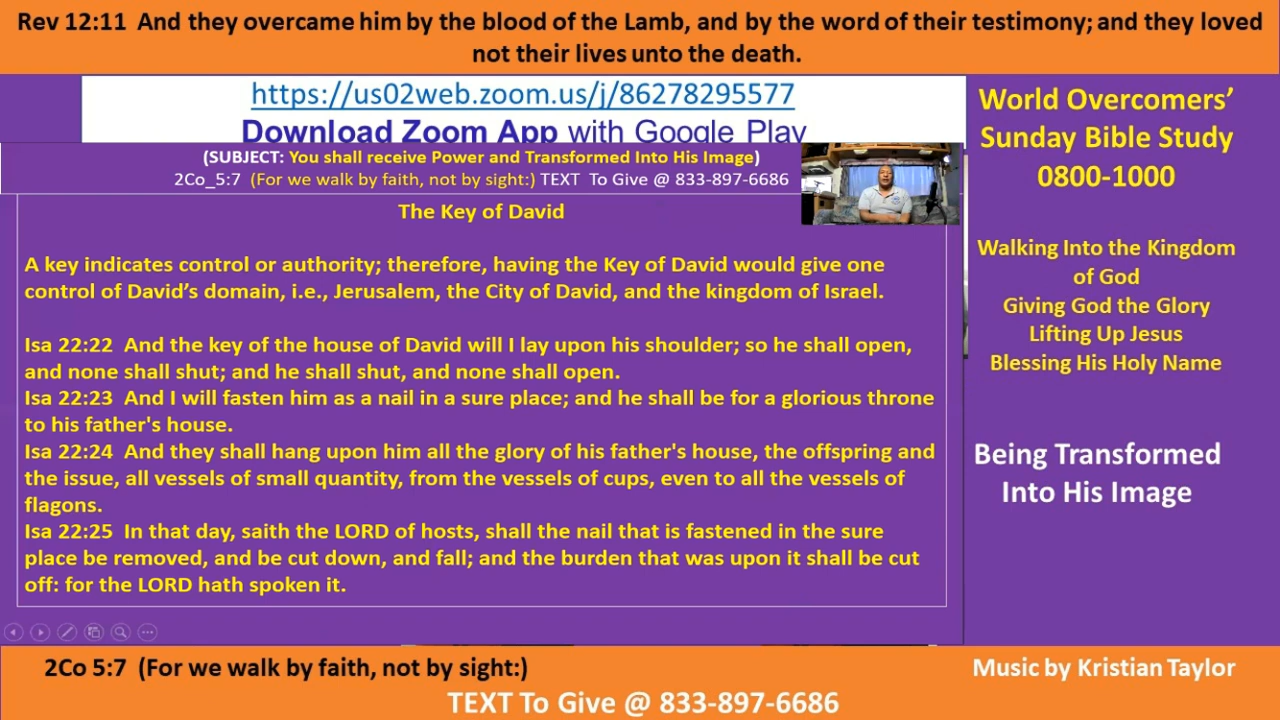 Rev 12:11  And they overcame him by the blood of the Lamb, and by the word of their testimony; and they loved
not their lives unto the death.
https://us02web.zoom.us/j/86278295577
Download Zoom App with Google Play
(SUBJECT: You shall receive Power and Transformed Into His Image)
2Co_5:7  (For we walk by faith, not by sight:) TEXT  To Give @ 833-897-6686
The Key of David
A key indicates control or authority; therefore, having the Key of David would give one
control of David’s domain, i.e., Jerusalem, the City of David, and the kingdom of Israel.
Isa 22:22  And the key of the house of David will I lay upon his shoulder; so he shall open,
and none shall shut; and he shall shut, and none shall open.
Isa 22:23  And I will fasten him as a nail in a sure place; and he shall be for a glorious throne
to his father's house.
Isa 22:24  And they shall hang upon him all the glory of his father's house, the offspring and
the issue, all vessels of small quantity, from the vessels of cups, even to all the vessels of
flagons.
Isa 22:25  In that day, saith the LORD of hosts, shall the nail that is fastened in the sure
place be removed, and be cut down, and fall; and the burden that was upon it shall be cut
off: for the LORD hath spoken it.
World Overcomers’
Sunday Bible Study
0800-1000
Walking Into the Kingdom
of God
Giving God the Glory
Lifting Up Jesus
Blessing His Holy Name
Being Transformed
Into His Image
2Co 5:7  (For we walk by faith, not by sight:)
Music by Kristian Taylor
TEXT To Give @ 833-897-6686